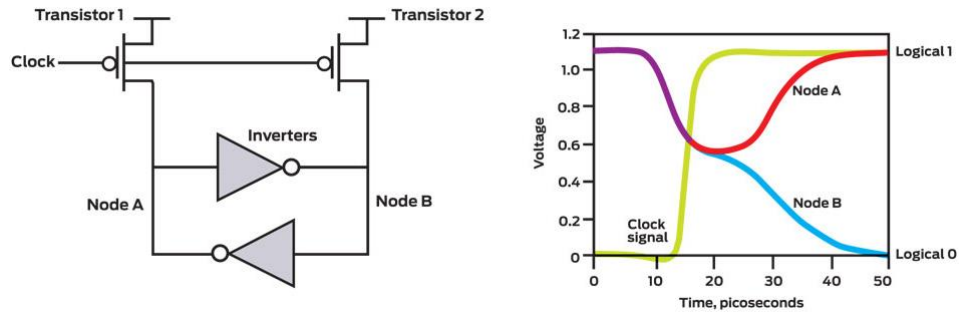 Transistor 1
Transistor 2
Clock
Inverters
Node A
Node B
1.2
1.0
0.8
0.6
0.4
0.2
0
Voltage
Logical 1
Node A
Node B
Clock
signal
Logical 0
0
10
20
30
40
50
Time, picoseconds